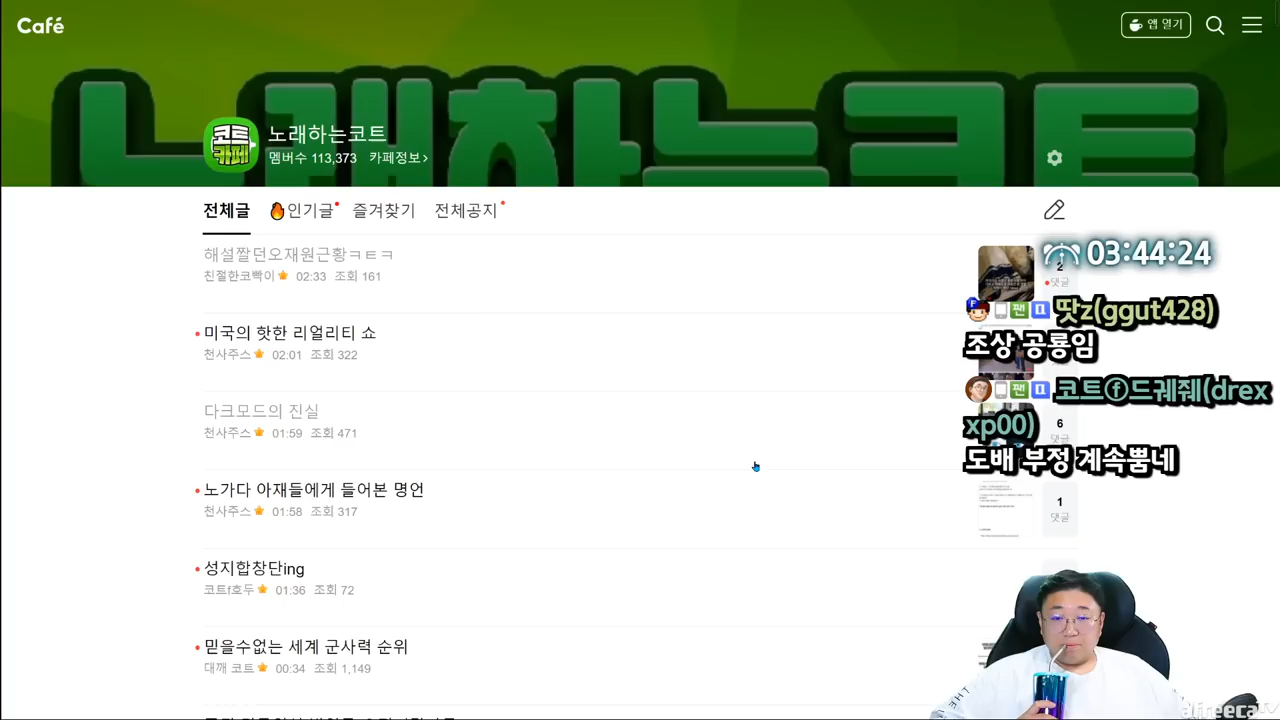 Café
앱 열기
노래하는코트
코트
카페
노래하는코트
멤버수 113,373 카페정보
전체글 인기글 즐겨찾기 전체공지
해설짤던오재원근황ㅋㅌㅋ
친절한코빡이 02:33 조회 161
2
댓글
03:44:24
미국의 핫한 리얼리티 쇼
천사주스 02:01 조회 322
팬
땃z(ggut428)
조상 공룡임
다크모드의 진실
천사주스 01:59 조회 471
팬
코트ⓕ드궤줴(drex
xp00)
도배 부정 계속뿜네
6
댓글
노가다 아재들에게 들어본 명언
천사주스 01:38 조회 317
1
댓글
성지합창단ing
코트f호두 01:36 조회 72
믿을수없는 세계 군사력 순위
대깨 코트 00:34 조회 1,149
afreecaTV